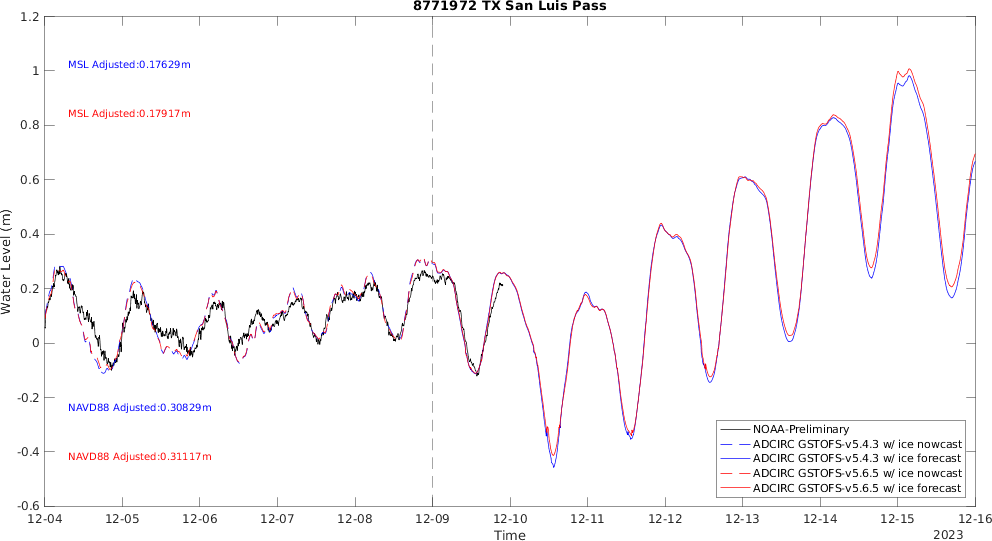 8771972 TX San Luis Pass
1.2
1
0.8
0.6
0.4
0.2
0
-0.2
-0.4
-0.6
Water Level (m)
MSL Adjusted:0.17629m
MSL Adjusted:0.17917m
NAVD88 Adjusted:0.30829m
NAVD88 Adjusted:0.31117m
NOAA-Preliminary
ADCIRC GSTOFS-v5.4.3 w/ ice nowcast
ADCIRC GSTOFS-v5.4.3 w/ ice forecast
ADCIRC GSTOFS-v5.6.5 w/ ice nowcast
ADCIRC GSTOFS-v5.6.5 w/ ice forecast
12-04 12-05 12-06 12-07 12-08 12-09 12-10 12-11 12-12 12-13 12-14 12-15 12-16
Time
2023